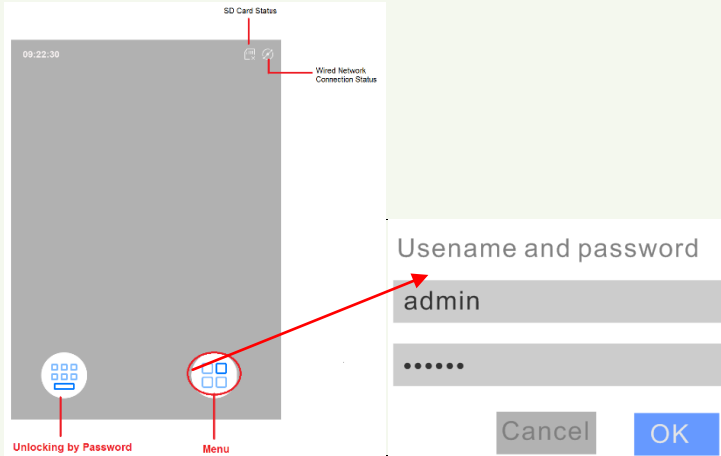 SD Card Status
09:22:30
Wired Network
Connection Status
Usename and password
admin
••••••
Cancel
OK
Unlocking by Password
Menu